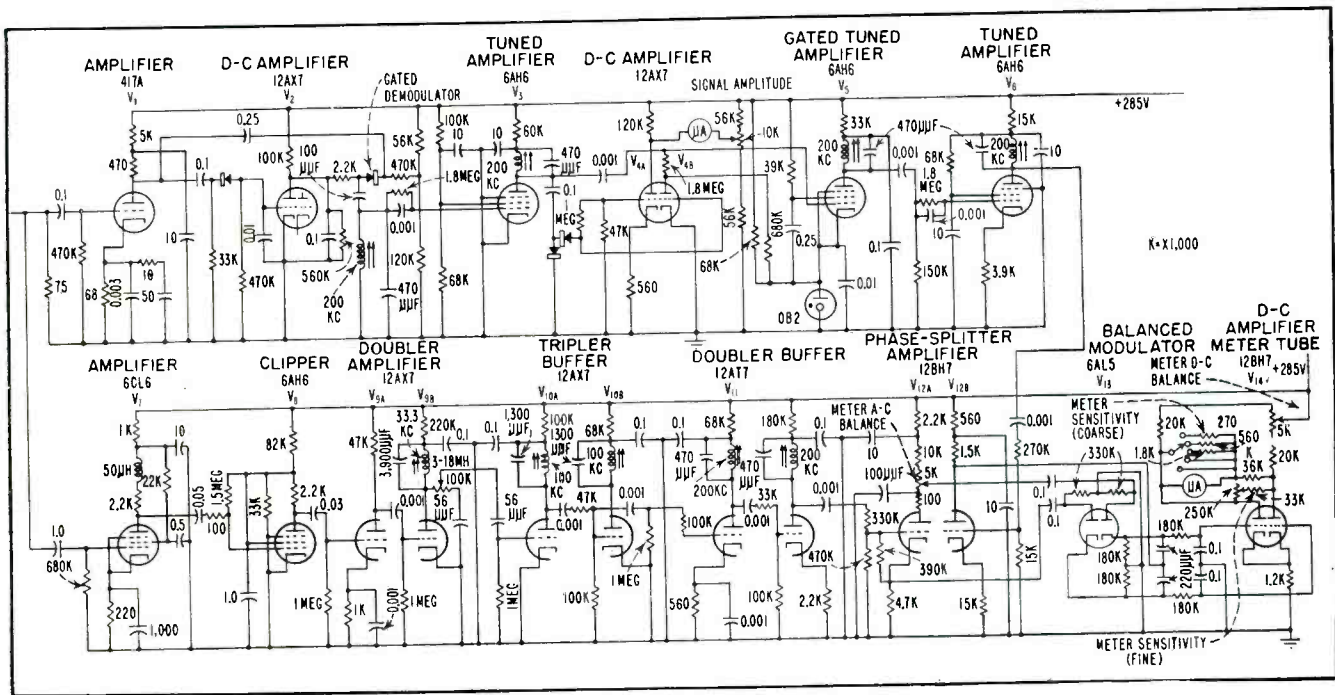 AMPLIFIER
417A
V1
D-C AMPLIFIER
12AX7
V2
GATED
DEMODULATOR
TUNED
AMPLIFIER
6AH6
V3
D-C AMPLIFIER
12AX7
SIGNAL AMPLITUDE
GATED TUNED
AMPLIFIER
6AH6
V5
TUNED
AMPLIFIER
6AH6
V6
+285V
5K
470
0.25
0.1
0.1
470K
75
68
0.003
50
10
10
33K
0.01
470K
100K
100
μμF
2.2K
0.1
560K
200
KC
470K
1.8MEG
0.001
56K
120K
470
μμF
100K
10
10
68K
60K
200
KC
470
μμF
0.1
MEG
0.001
120K
V4A
V4B
μA
56K
10K
1.8MEG
47K
560
56K
68K
680K
39K
0.25
OB2
33K
200
KC
470μμF
0.01
0.1
0.001
1.8
MEG
0.001
150K
68K
10
200
KC
15K
10
3.9K
K=X1,000
AMPLIFIER
6CL6
V7
CLIPPER
6AH6
V8
DOUBLER
AMPLIFIER
12AX7
V9A
V9B
TRIPLER
BUFFER
12AX7
V10A
V10B
DOUBLER BUFFER
12AT7
V11
PHASE-SPLITTER
AMPLIFIER
12BH7
V12A
V12B
BALANCED
MODULATOR
6AL5
V13
D-C
AMPLIFIER
METER TUBE
12BH7
V14
METER D-C
BALANCE
+285V
1K
10
50μH
22K
2.2K
0.5
0.05
1.0
680K
220
1,000
1.5MEG
100
33K
82K
2.2K
0.03
1.0
1MEG
47K
3,900μμF
0.001
1K
0.001
1MEG
33.3
KC
220K
3-18MH
100K
0.1
56
μμF
0.1
56
μμF
1MEG
1,300
μμF
100K
1300
μμF
100
KC
0.001
47K
68K
100
KC
0.1
0.001
100K
1MEG
0.1
100K
470
μμF
68K
200KC
0.001
33K
560
0.001
100K
180K
470
μμF
200
KC
0.1
0.001
2.2K
METER A-C
BALANCE
10
10
100μμF
330K
470K
390K
2.2K
10K
5K
100
4.7K
560
1.5K
10
15K
15K
0.001
270K
METER
SENSITIVITY
(COARSE)
330K
0.1
0.1
180K
180K
180K
220μμF
0.1
0.1
180K
20K
1.8K
270
560
K
36K
μA
250K
5K
20K
33K
1.2K
METER SENSITIVITY
(FINE)